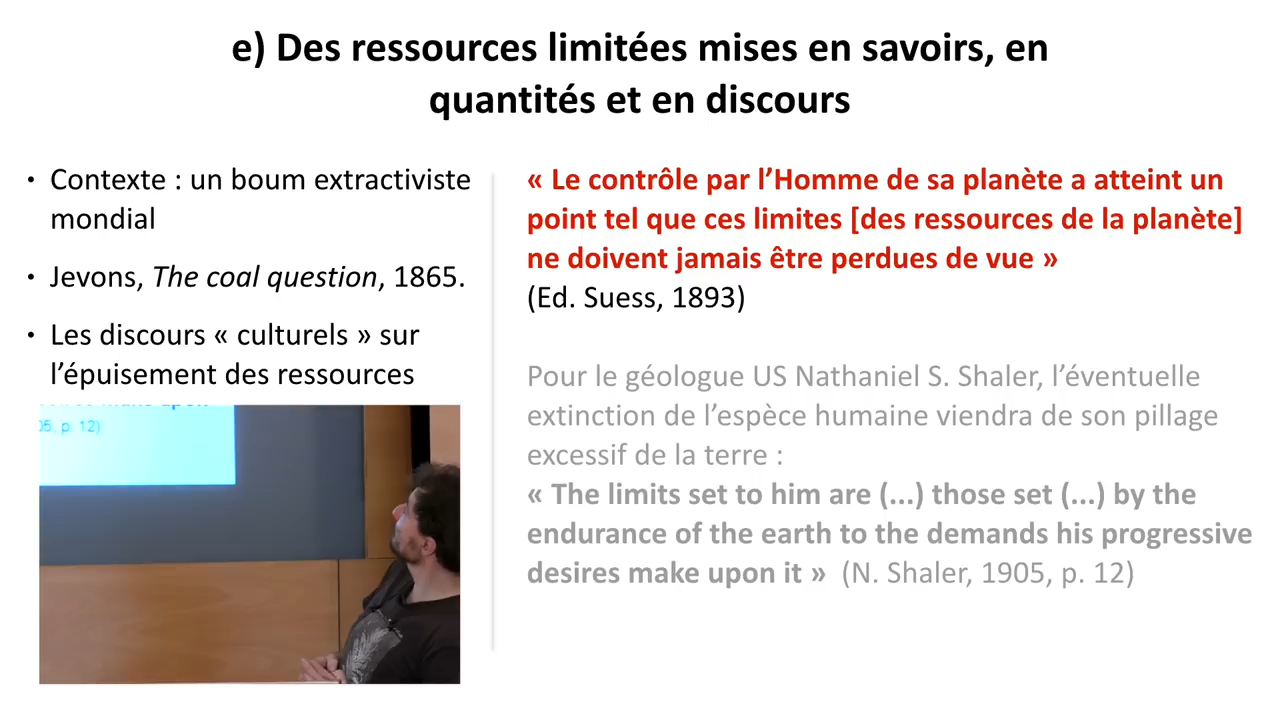 e) Des ressources limitées mises en savoirs, en
quantités et en discours
• Contexte : un boum extractiviste
mondial
• Jevons, The coal question, 1865.
• Les discours « culturels » sur
l’épuisement des ressources
05, p. 12)
« Le contrôle par l’Homme de sa planète a atteint un
point tel que ces limites [des ressources de la planète]
ne doivent jamais être perdues de vue »
(Ed. Suess, 1893)
Pour le géologue US Nathaniel S. Shaler, l’éventuelle
extinction de l’espèce humaine viendra de son pillage
excessif de la terre :
« The limits set to him are (...) those set (...) by the
endurance of the earth to the demands his progressive
desires make upon it » (N. Shaler, 1905, p. 12)